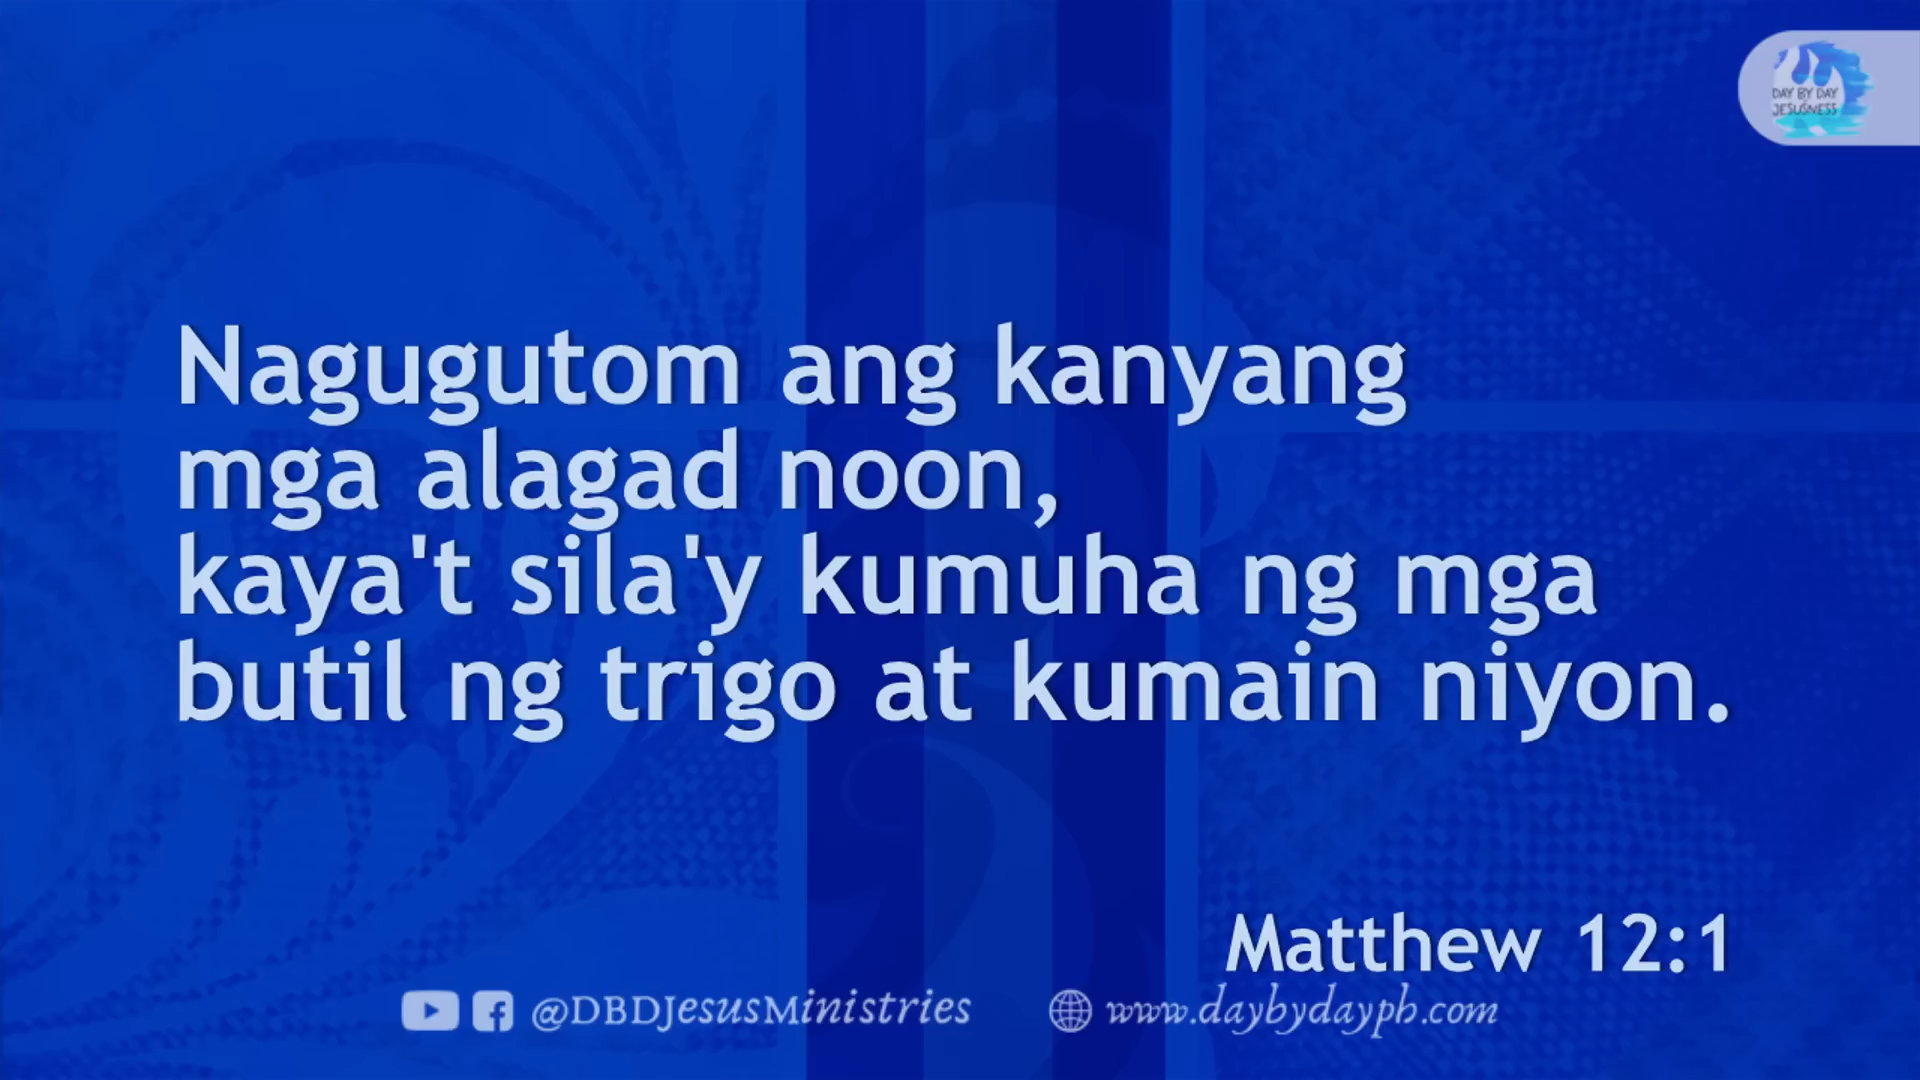 DAY BY DAY
JESUSNESS
Nagugutom ang kanyang
mga alagad noon,
kaya't sila'y kumuha ng mga
butil ng trigo at kumain niyon.
Matthew 12:1
@DBDJesusMinistries
www.daybydayph.com